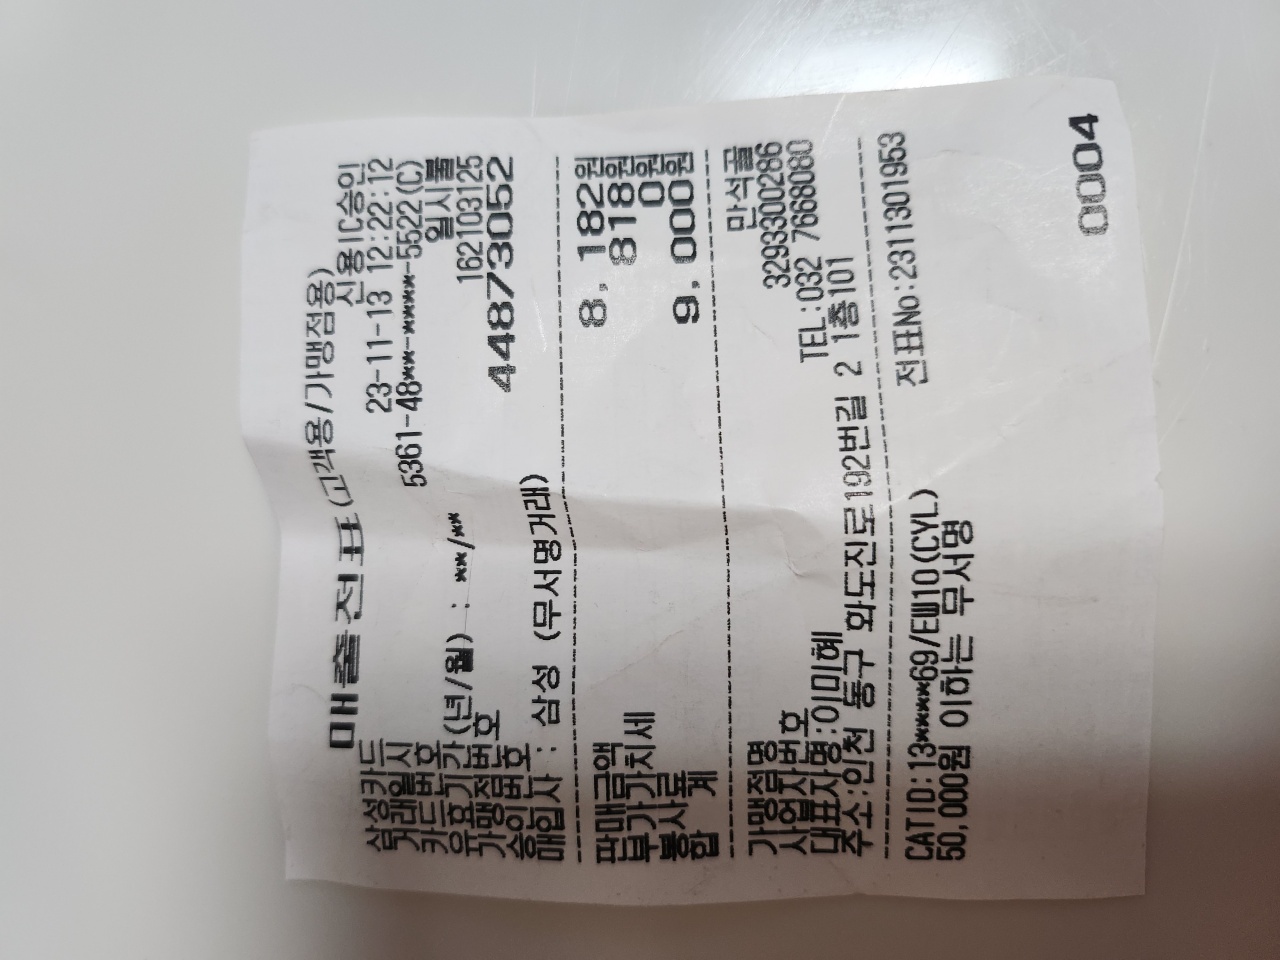 매출전표(고객용/가맹점용)
삼성카드 신용IC승인
거래일시 23-11-13 12:22:12
카드번호 5361-48**-****-5522(C)
유효기간(년/월) : **/** 일시불
가맹점번호 162103125
승인번호 44873052
매입사 : 삼성 (무서명거래)
판매금액 8,182원
부가가치세 818원
봉사료 0원
합 계 9,000원
가맹점명 만석골
사업자번호 3293300286
대표자명:이미혜 TEL:032 7668080
주소:인천 동구 화도진로192번길 2 1층101
CATID:13****69/EW10(CYL) 전표No:2311301953
50,000원 이하는 무서명
0004